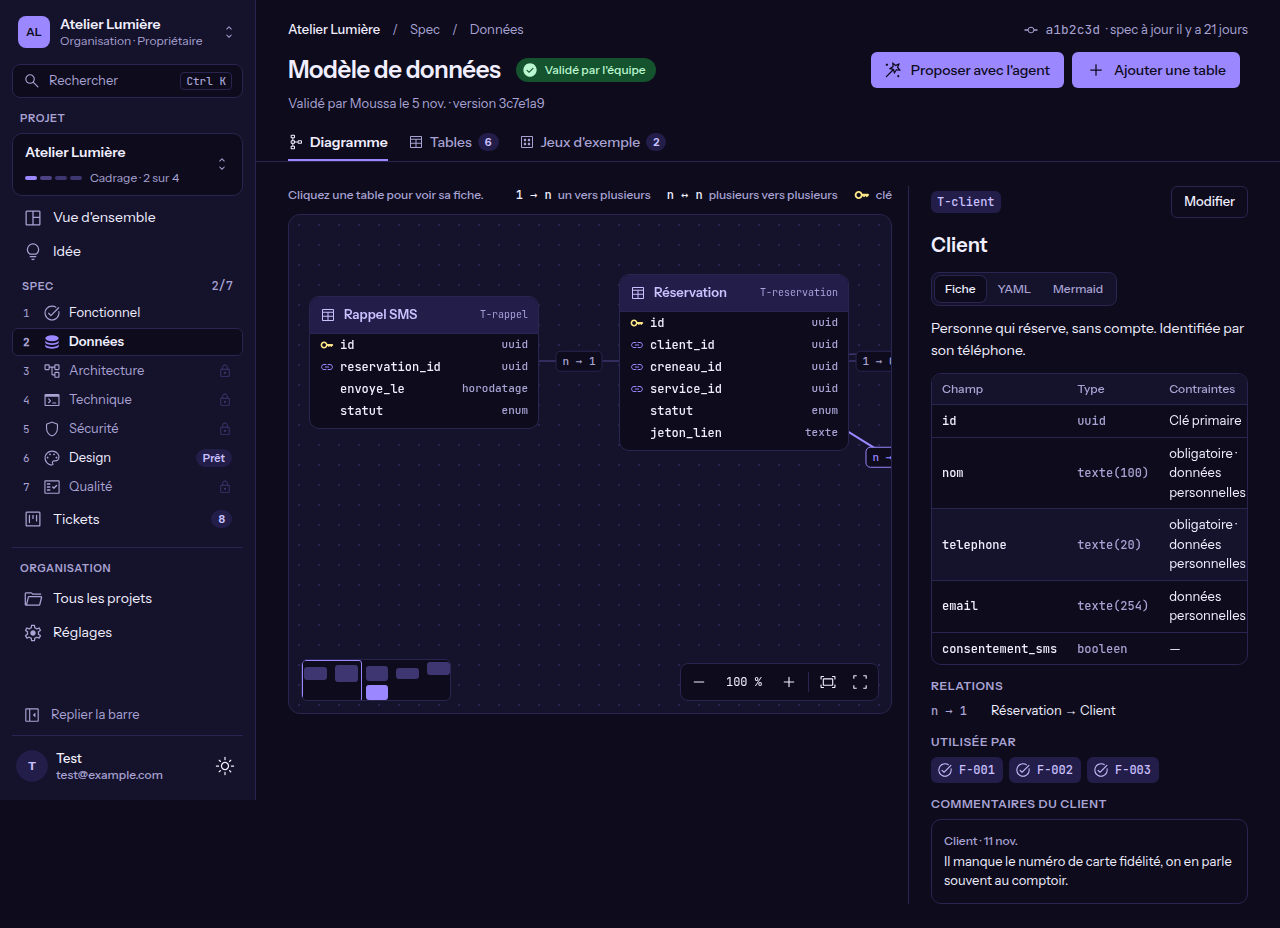 AL
Atelier Lumière
Organisation · Propriétaire
Rechercher
Ctrl K
PROJET
Atelier Lumière
Cadrage · 2 sur 4
Vue d'ensemble
Idée
SPEC 2/7
1 Fonctionnel
2 Données
3 Architecture
4 Technique
5 Sécurité
6 Design Prêt
7 Qualité
Tickets 8
ORGANISATION
Tous les projets
Réglages
Replier la barre
T
Test
test@example.com
Atelier Lumière / Spec / Données
a1b2c3d · spec à jour il y a 21 jours
Modèle de données
Validé par l'équipe
Proposer avec l'agent
Ajouter une table
Validé par Moussa le 5 nov. · version 3c7e1a9
Diagramme
Tables 6
Jeux d'exemple 2
Cliquez une table pour voir sa fiche.
1 → n un vers plusieurs
n ↔ n plusieurs vers plusieurs
clé
Rappel SMS T-rappel
id uuid
reservation_id uuid
envoye_le horodatage
statut enum
n → 1
Réservation T-reservation
id uuid
client_id uuid
creneau_id uuid
service_id uuid
statut enum
jeton_lien texte
1 →
n →
100 %
T-client
Modifier
Client
Fiche
YAML
Mermaid
Personne qui réserve, sans compte. Identifiée par
son téléphone.
Champ Type Contraintes
id uuid Clé primaire
nom texte(100) obligatoire ·
données
personnelles
telephone texte(20) obligatoire ·
données
personnelles
email texte(254) données
personnelles
consentement_sms booleen —
RELATIONS
n → 1 Réservation → Client
UTILISÉE PAR
F-001
F-002
F-003
COMMENTAIRES DU CLIENT
Client · 11 nov.
Il manque le numéro de carte fidélité, on en parle
souvent au comptoir.